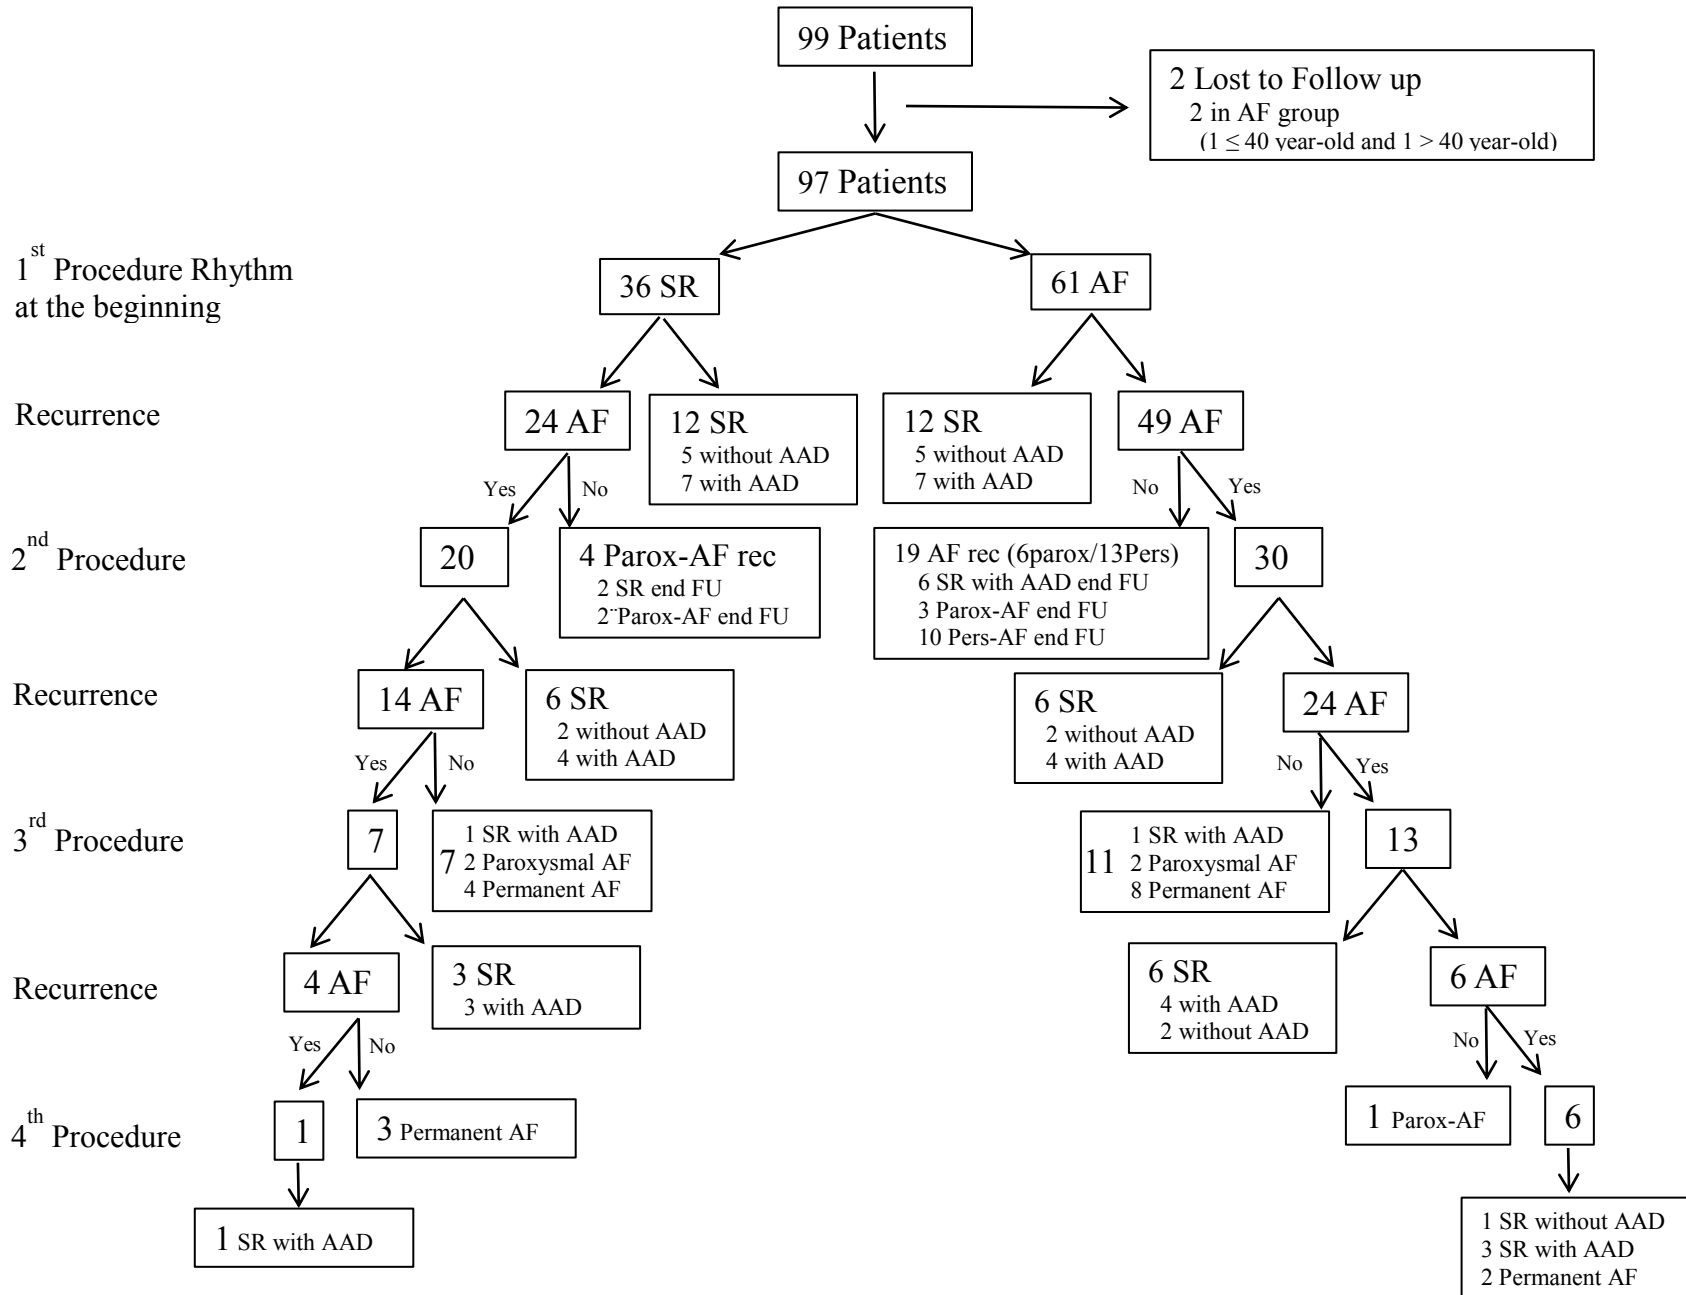 99 Patients
2 Lost to Follow up
2 in AF group
(1 ≤ 40 year-old and 1 > 40 year-old)
97 Patients
1st Procedure Rhythm
at the beginning
36 SR
61 AF
Recurrence
24 AF
12 SR
5 without AAD
7 with AAD
12 SR
5 without AAD
7 with AAD
49 AF
Yes
No
No
Yes
2nd Procedure
20
4 Parox-AF rec
2 SR end FU
2¨Parox-AF end FU
19 AF rec (6parox/13Pers)
6 SR with AAD end FU
3 Parox-AF end FU
10 Pers-AF end FU
30
Recurrence
14 AF
6 SR
2 without AAD
4 with AAD
6 SR
2 without AAD
4 with AAD
24 AF
Yes
No
No
Yes
3rd Procedure
7
7
1 SR with AAD
2 Paroxysmal AF
4 Permanent AF
11
1 SR with AAD
2 Paroxysmal AF
8 Permanent AF
13
Recurrence
4 AF
3 SR
3 with AAD
6 SR
4 with AAD
2 without AAD
6 AF
Yes
No
No
Yes
4th Procedure
1
3 Permanent AF
1 Parox-AF
6
1 SR with AAD
1 SR without AAD
3 SR with AAD
2 Permanent AF